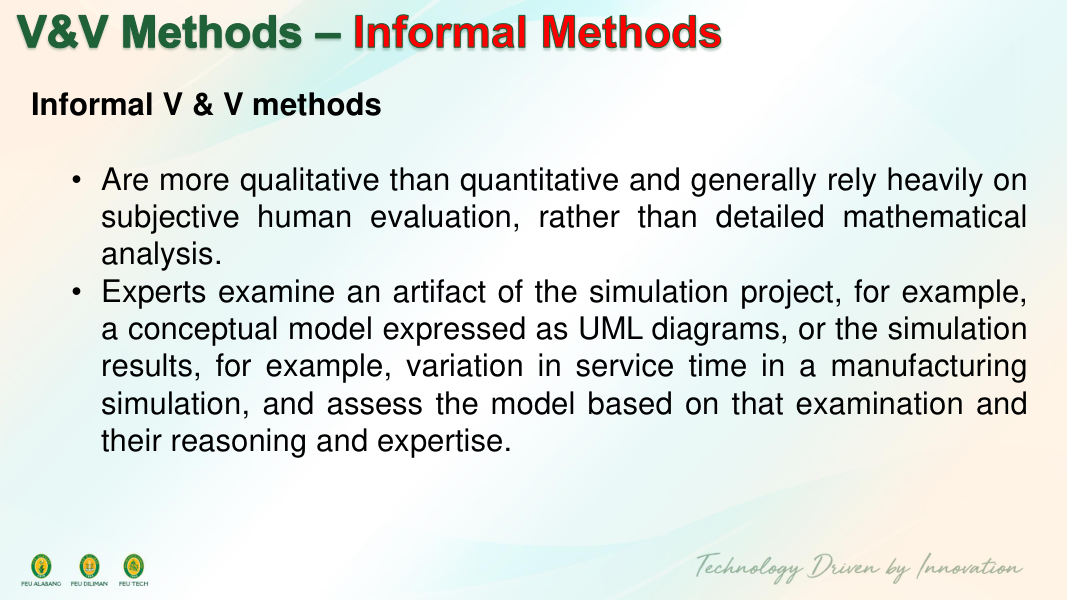 V&V Methods – Informal Methods
Informal V & V methods
• Are more qualitative than quantitative and generally rely heavily on
subjective human evaluation, rather than detailed mathematical
analysis.
• Experts examine an artifact of the simulation project, for example,
a conceptual model expressed as UML diagrams, or the simulation
results, for example, variation in service time in a manufacturing
simulation, and assess the model based on that examination and
their reasoning and expertise.
FEU ALABANG FEU DILIMAN FEU TECH
Technology Driven by Innovation